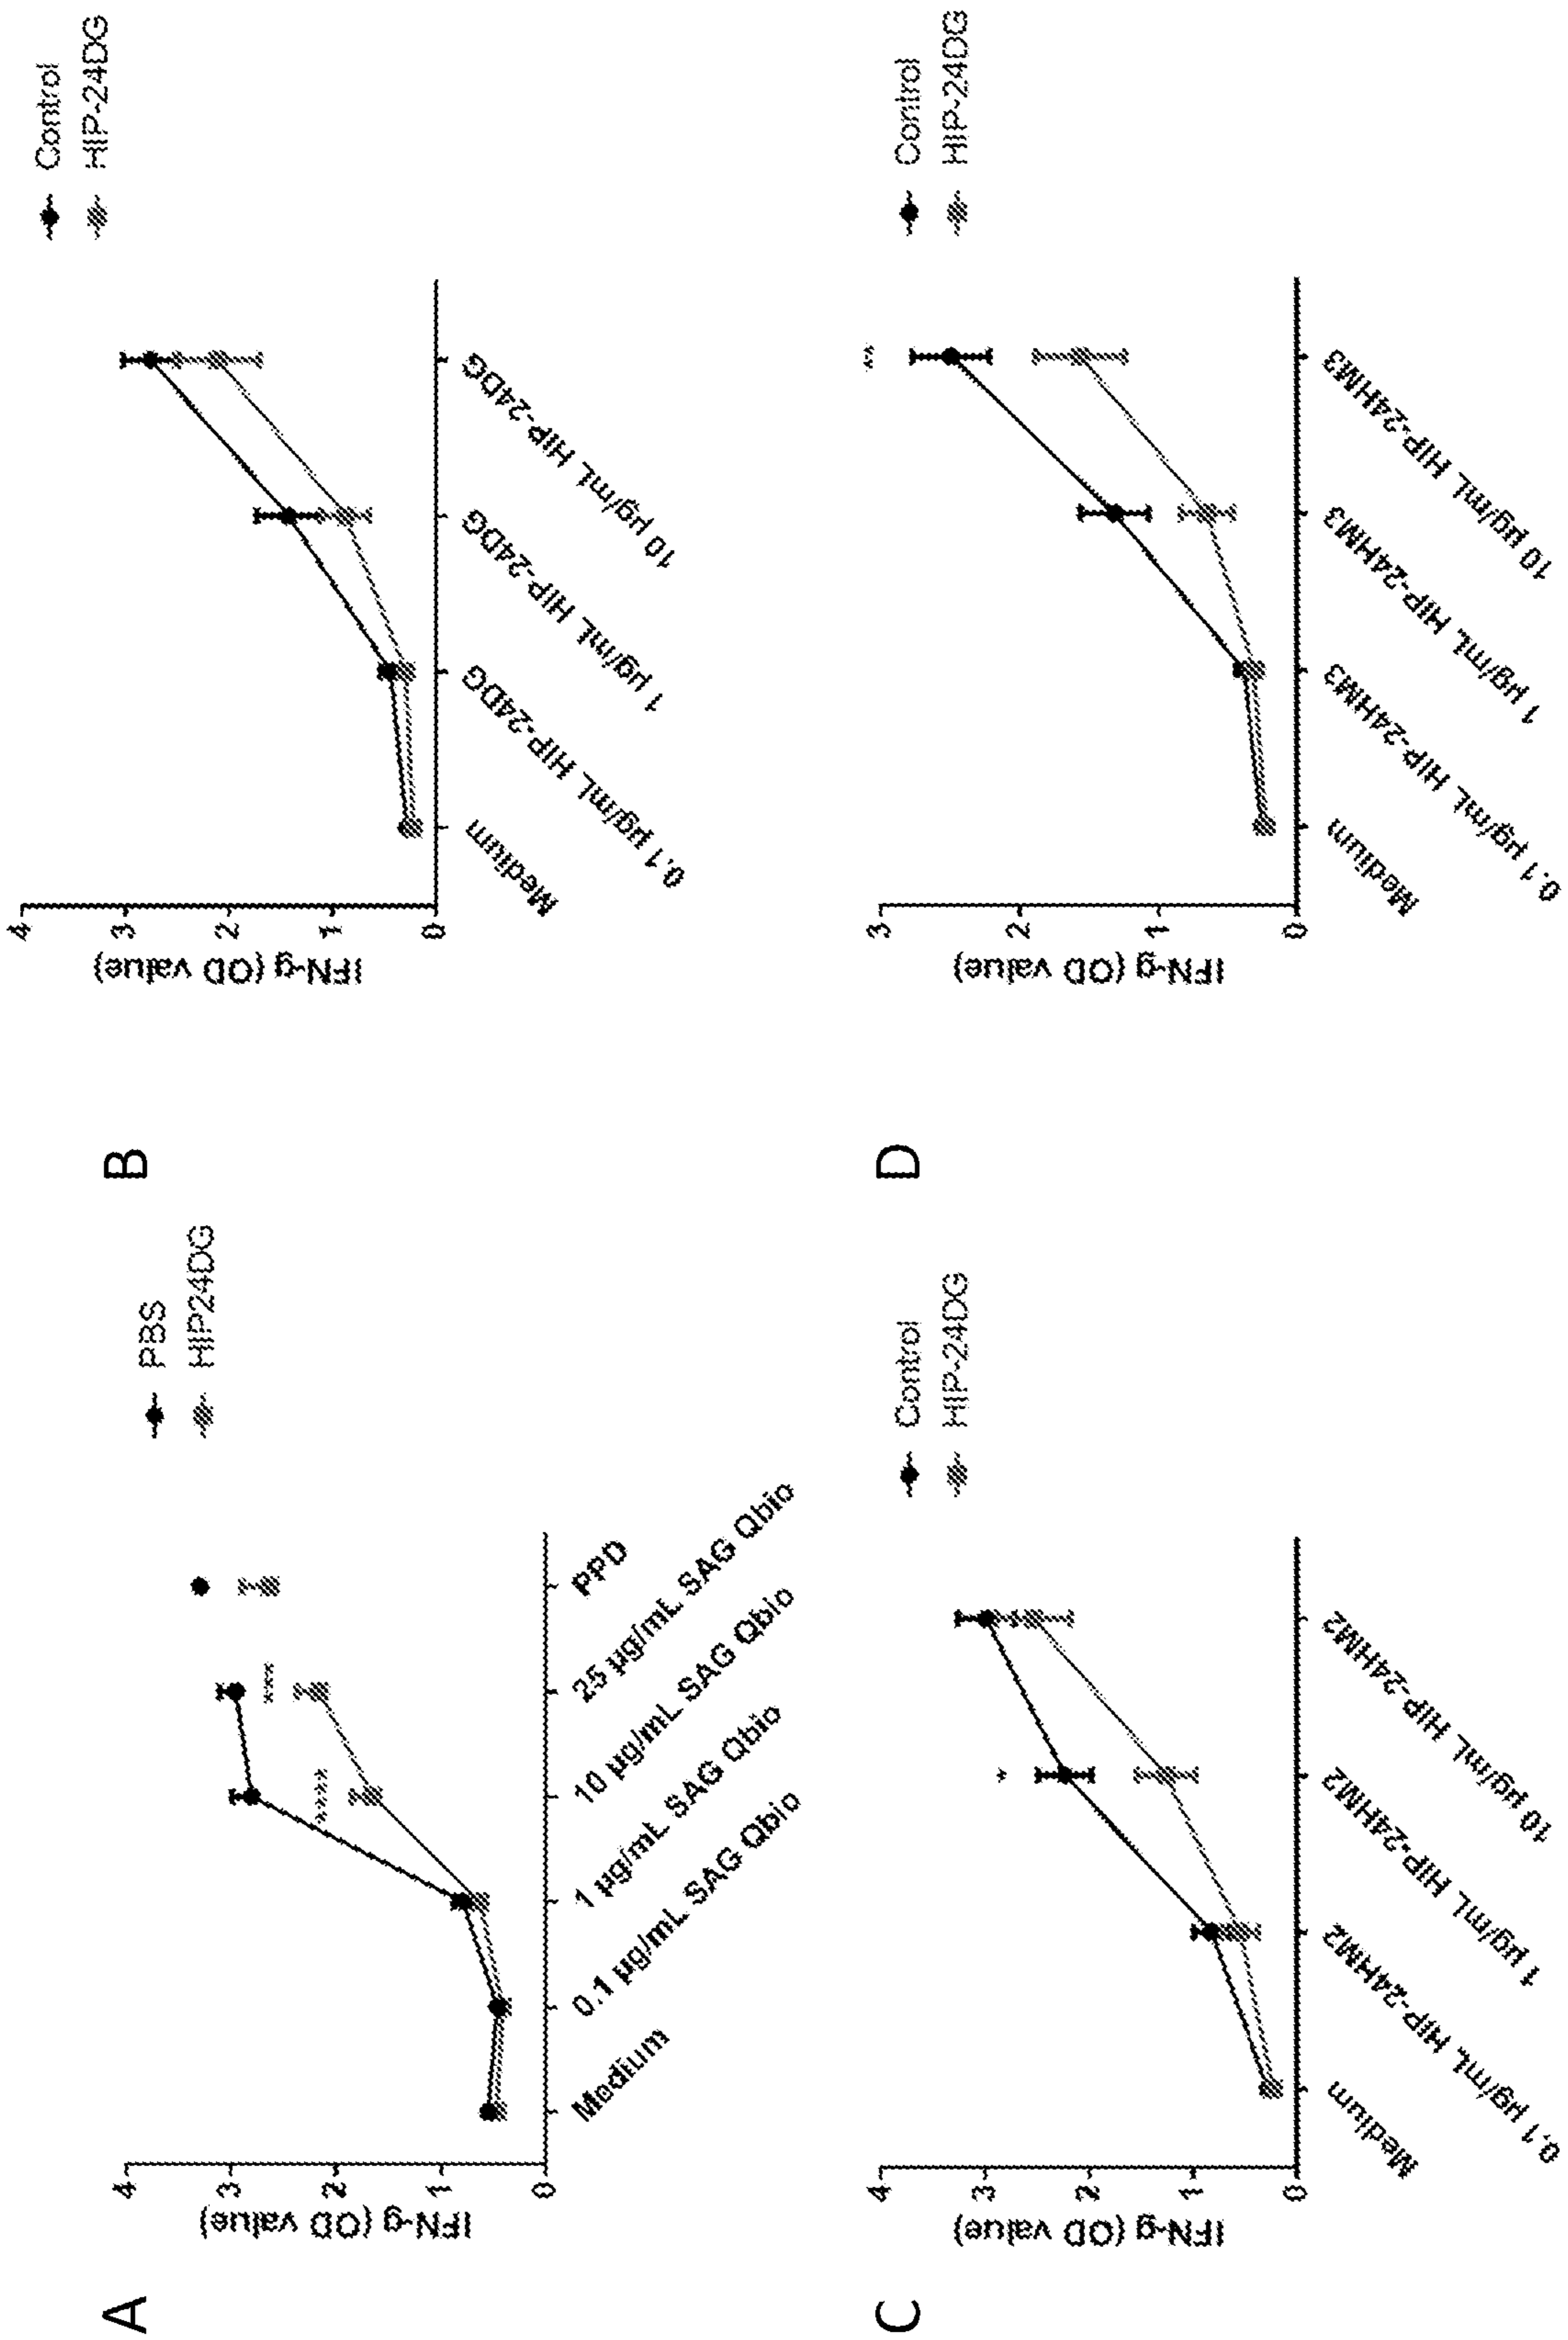 A
PBS
HIP24DG
IFN-g (OD value)
4
3
2
1
0
Medium
0.1 µg/mL SAG Qbio
1 µg/mL SAG Qbio
10 µg/mL SAG Qbio
25 µg/mL SAG Qbio
PPD
****
***
B
Control
HIP-24DG
IFN-g (OD value)
4
3
2
1
0
Medium
0.1 µg/mL HIP-24DG
1 µg/mL HIP-24DG
10 µg/mL HIP-24DG
C
Control
HIP-24DG
IFN-g (OD value)
4
3
2
1
0
Medium
0.1 µg/mL HIP-24HM2
1 µg/mL HIP-24HM2
10 µg/mL HIP-24HM2
*
D
Control
HIP-24DG
IFN-g (OD value)
3
2
1
0
Medium
0.1 µg/mL HIP-24HM3
1 µg/mL HIP-24HM3
10 µg/mL HIP-24HM3
**